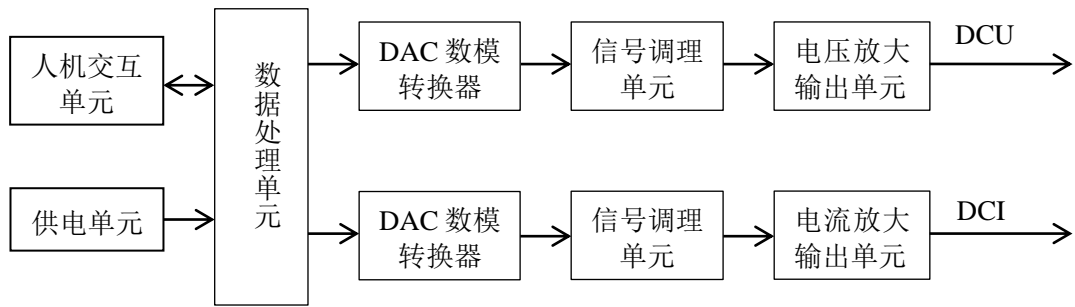 人机交互
单元
供电单元
数据处理单元
DAC 数模
转换器
信号调理
单元
电压放大
输出单元
DCU
DAC 数模
转换器
信号调理
单元
电流放大
输出单元
DCI